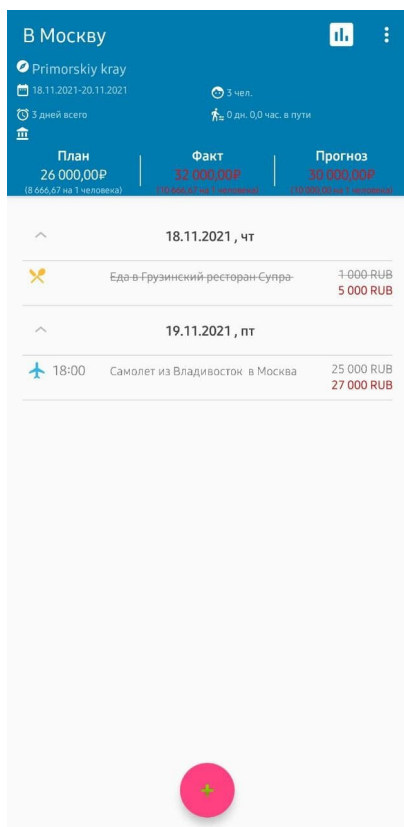 В Москву
Primorskiy kray
18.11.2021-20.11.2021
3 чел.
3 дней всего
0 дн. 0,0 час. в пути
План
Факт
Прогноз
26 000,00₽
32 000,00₽
30 000,00₽
(8 666,67 на 1 человека)
(10 666,67 на 1 человека)
(10 000,00 на 1 человека)
18.11.2021 , чт
Еда в Грузинский ресторан Супра
1 000 RUB
5 000 RUB
19.11.2021 , пт
18:00
Самолет из Владивосток в Москва
25 000 RUB
27 000 RUB